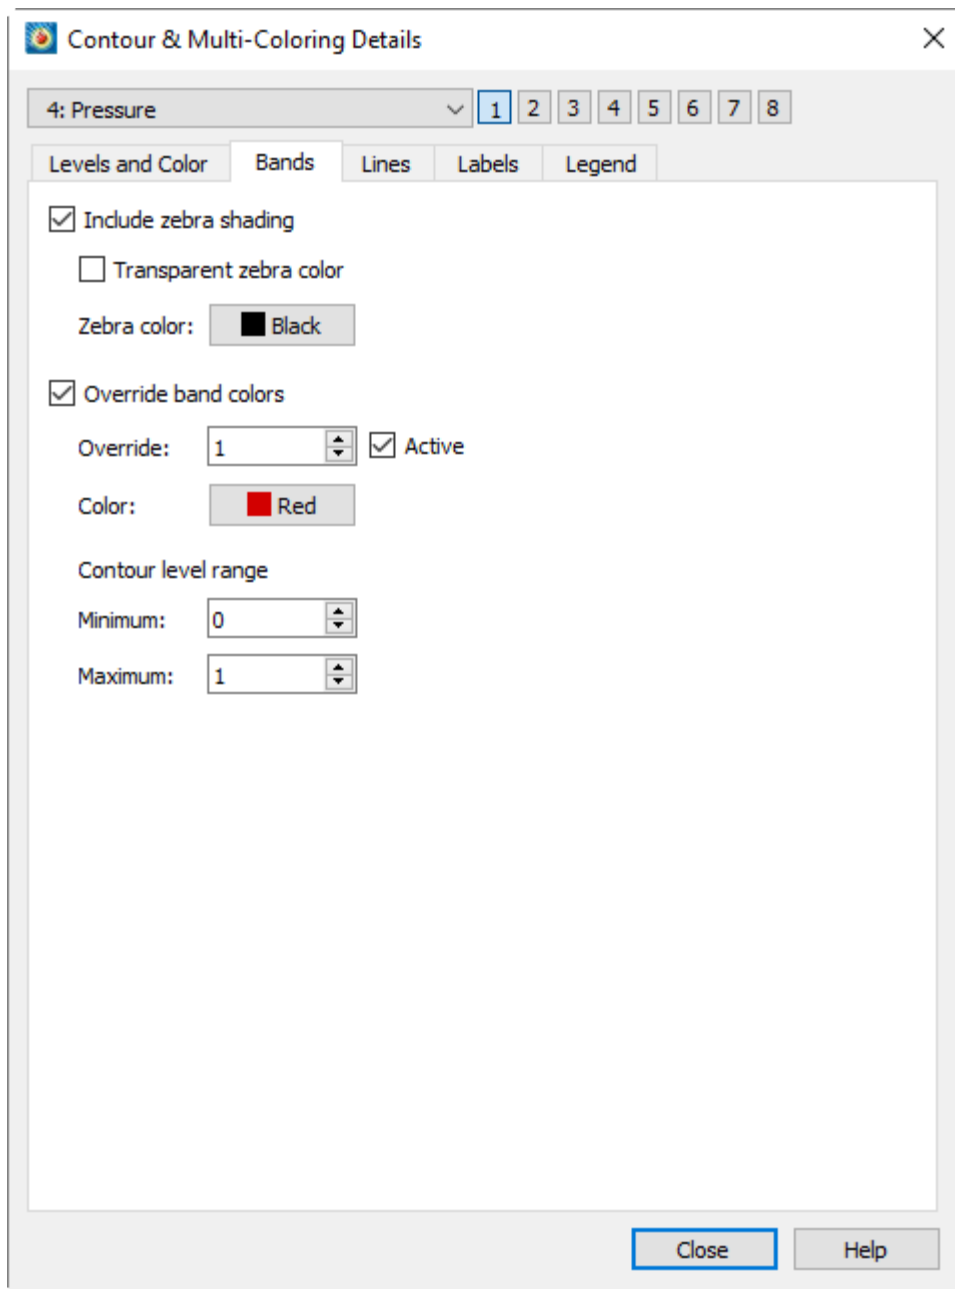 Contour & Multi-Coloring Details
4: Pressure 1 2 3 4 5 6 7 8
Levels and Color Bands Lines Labels Legend
Include zebra shading
Transparent zebra color
Zebra color: Black
Override band colors
Override: 1 Active
Color: Red
Contour level range
Minimum: 0
Maximum: 1
Close Help